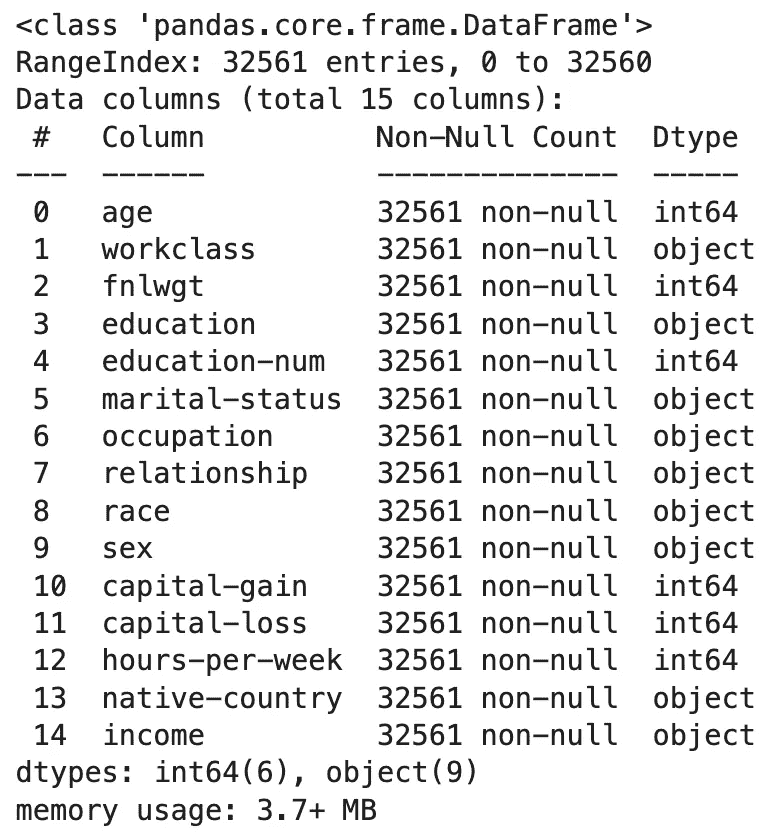 <class 'pandas.core.frame.DataFrame'>
RangeIndex: 32561 entries, 0 to 32560
Data columns (total 15 columns):
 #   Column          Non-Null Count  Dtype
---  ------          --------------  -----
 0   age             32561 non-null  int64
 1   workclass       32561 non-null  object
 2   fnlwgt          32561 non-null  int64
 3   education       32561 non-null  object
 4   education-num   32561 non-null  int64
 5   marital-status  32561 non-null  object
 6   occupation      32561 non-null  object
 7   relationship    32561 non-null  object
 8   race            32561 non-null  object
 9   sex             32561 non-null  object
 10  capital-gain    32561 non-null  int64
 11  capital-loss    32561 non-null  int64
 12  hours-per-week  32561 non-null  int64
 13  native-country  32561 non-null  object
 14  income          32561 non-null  object
dtypes: int64(6), object(9)
memory usage: 3.7+ MB